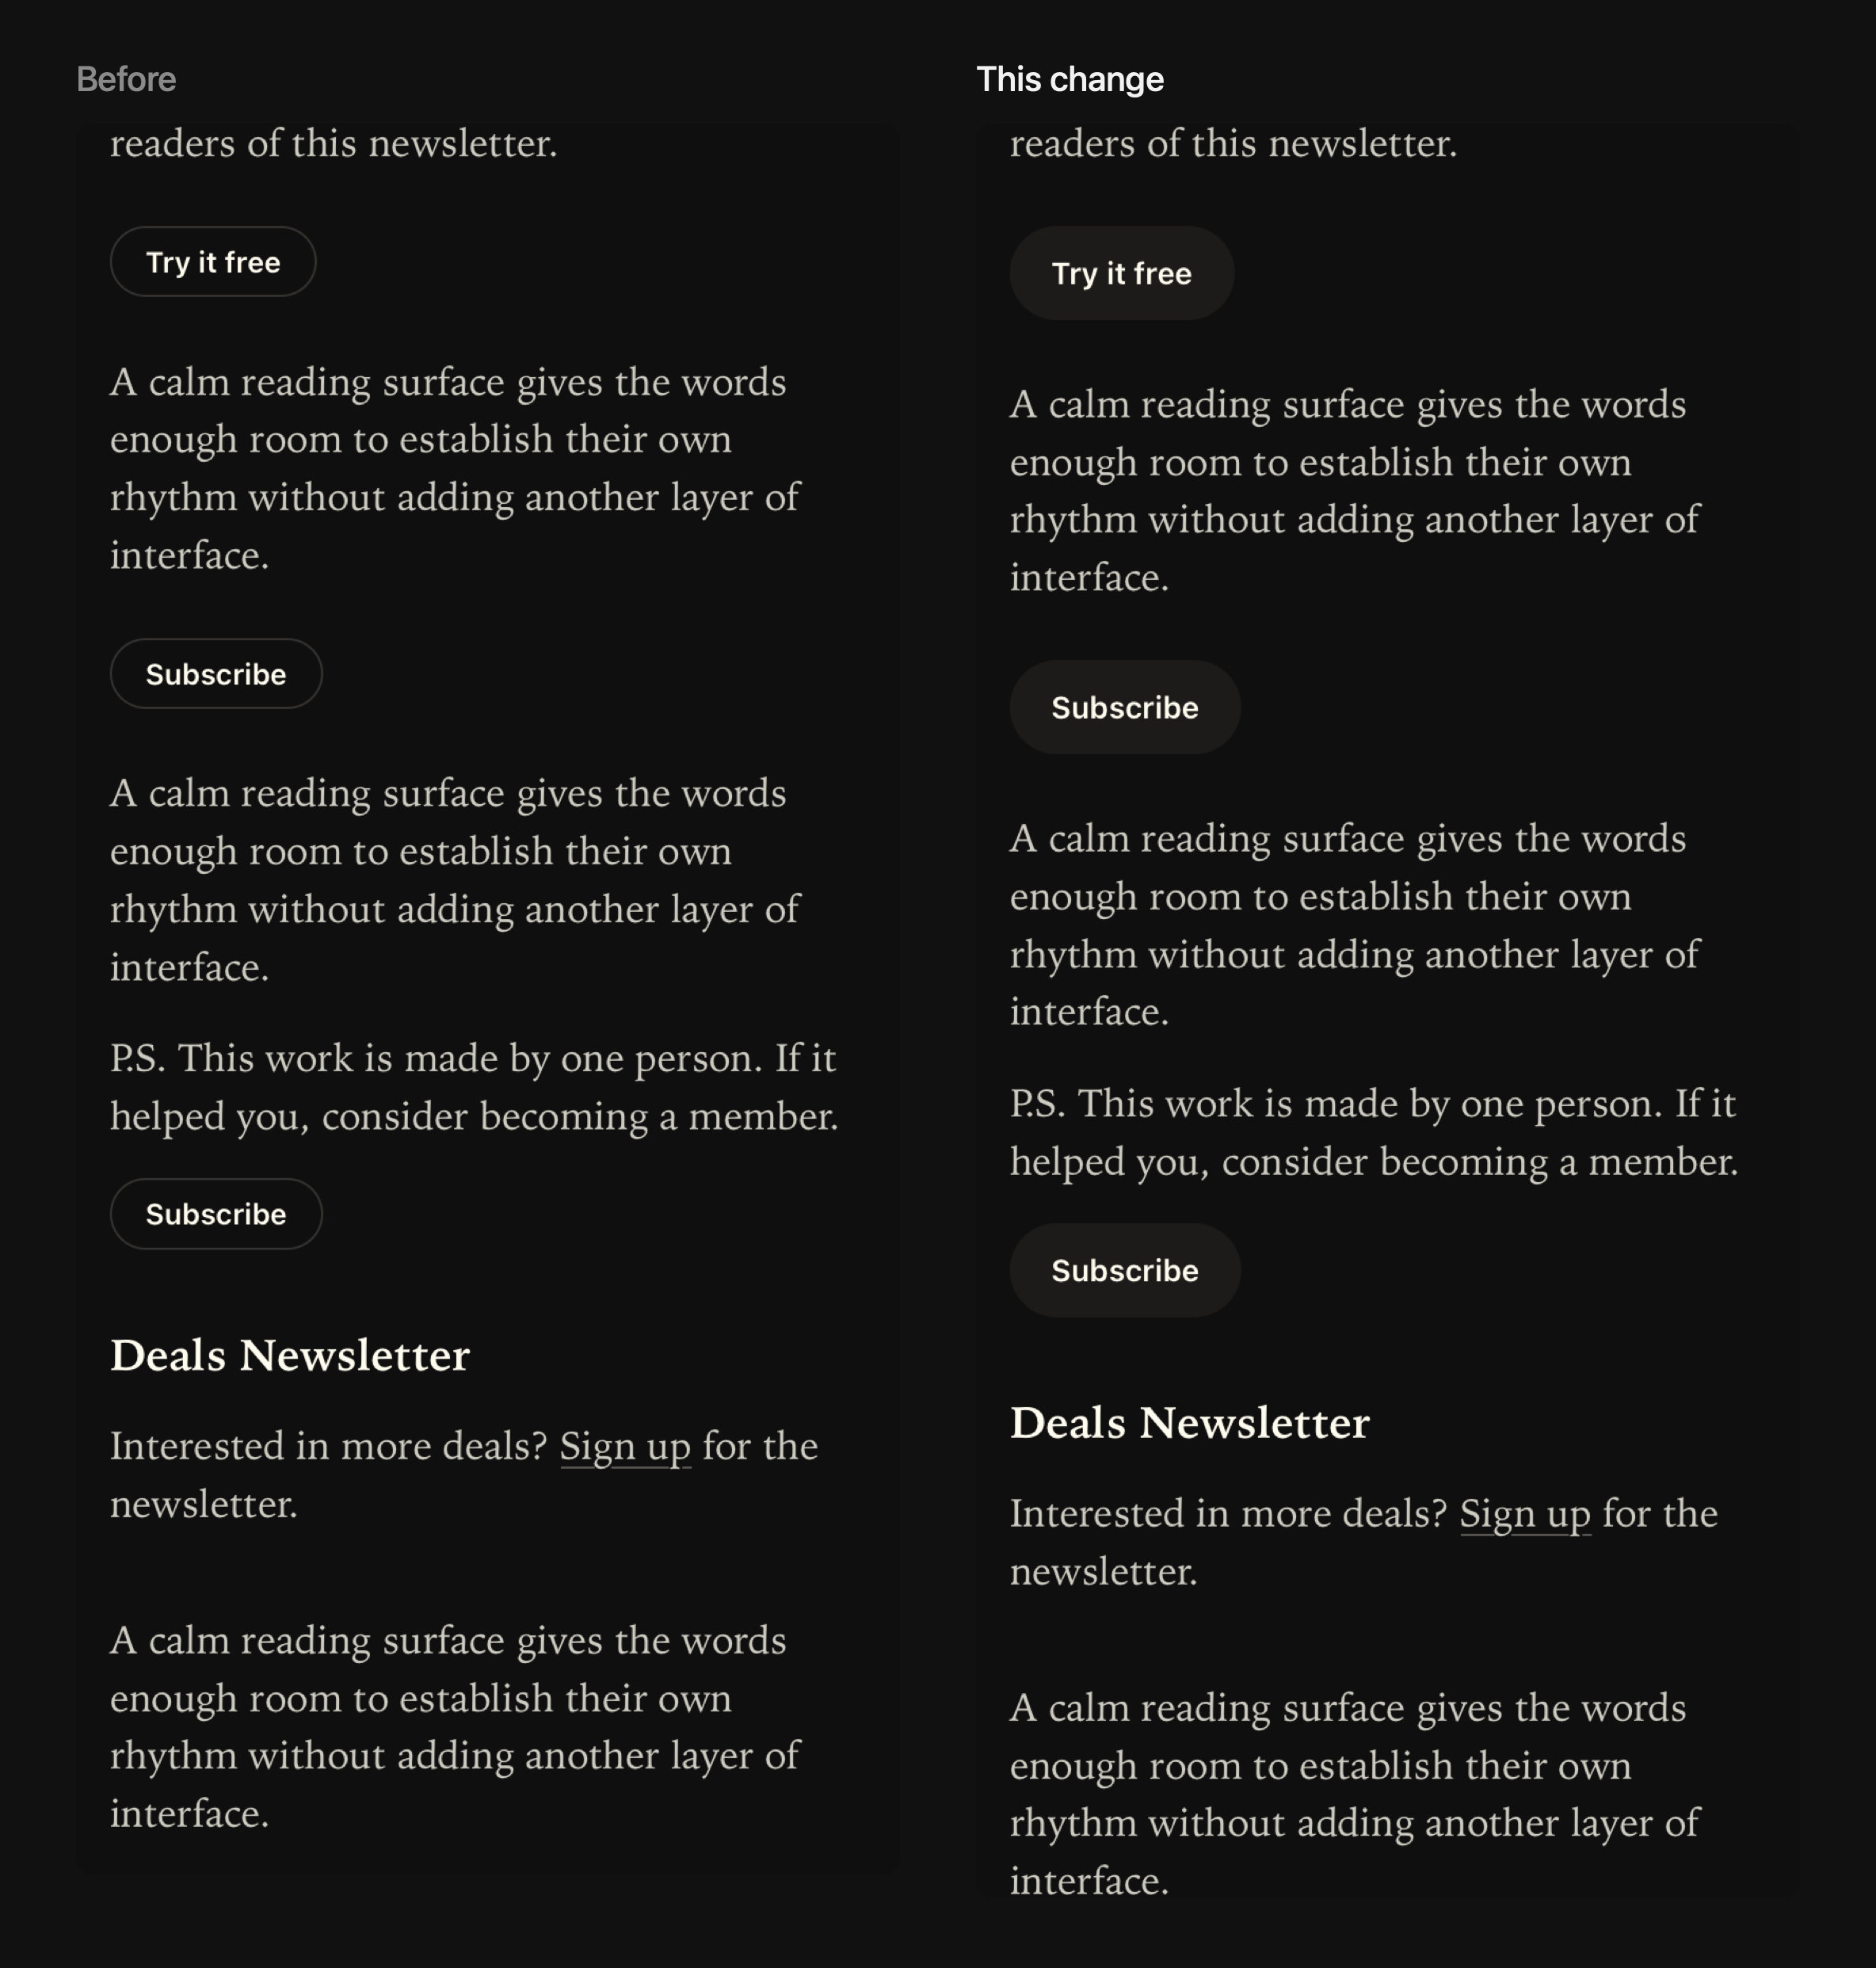 Before
readers of this newsletter.
Try it free
A calm reading surface gives the words
enough room to establish their own
rhythm without adding another layer of
interface.
Subscribe
A calm reading surface gives the words
enough room to establish their own
rhythm without adding another layer of
interface.
P.S. This work is made by one person. If it
helped you, consider becoming a member.
Subscribe
Deals Newsletter
Interested in more deals? Sign up for the
newsletter.
A calm reading surface gives the words
enough room to establish their own
rhythm without adding another layer of
interface.
This change
readers of this newsletter.
Try it free
A calm reading surface gives the words
enough room to establish their own
rhythm without adding another layer of
interface.
Subscribe
A calm reading surface gives the words
enough room to establish their own
rhythm without adding another layer of
interface.
P.S. This work is made by one person. If it
helped you, consider becoming a member.
Subscribe
Deals Newsletter
Interested in more deals? Sign up for the
newsletter.
A calm reading surface gives the words
enough room to establish their own
rhythm without adding another layer of
interface.